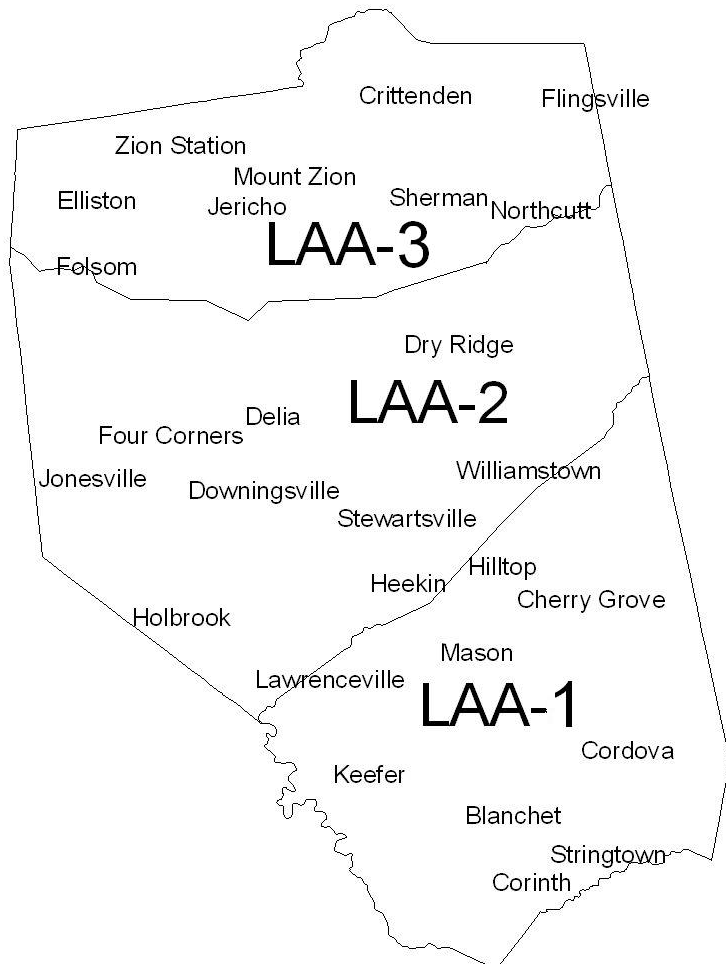 Crittenden
Flingsville
Zion Station
Mount Zion
Elliston
Jericho
Sherman
Northcutt
LAA-3
Folsom
Dry Ridge
LAA-2
Delia
Four Corners
Jonesville
Downingsville
Williamstown
Stewartsville
Hilltop
Heekin
Cherry Grove
Holbrook
Mason
Lawrenceville
LAA-1
Cordova
Keefer
Blanchet
Stringtown
Corinth